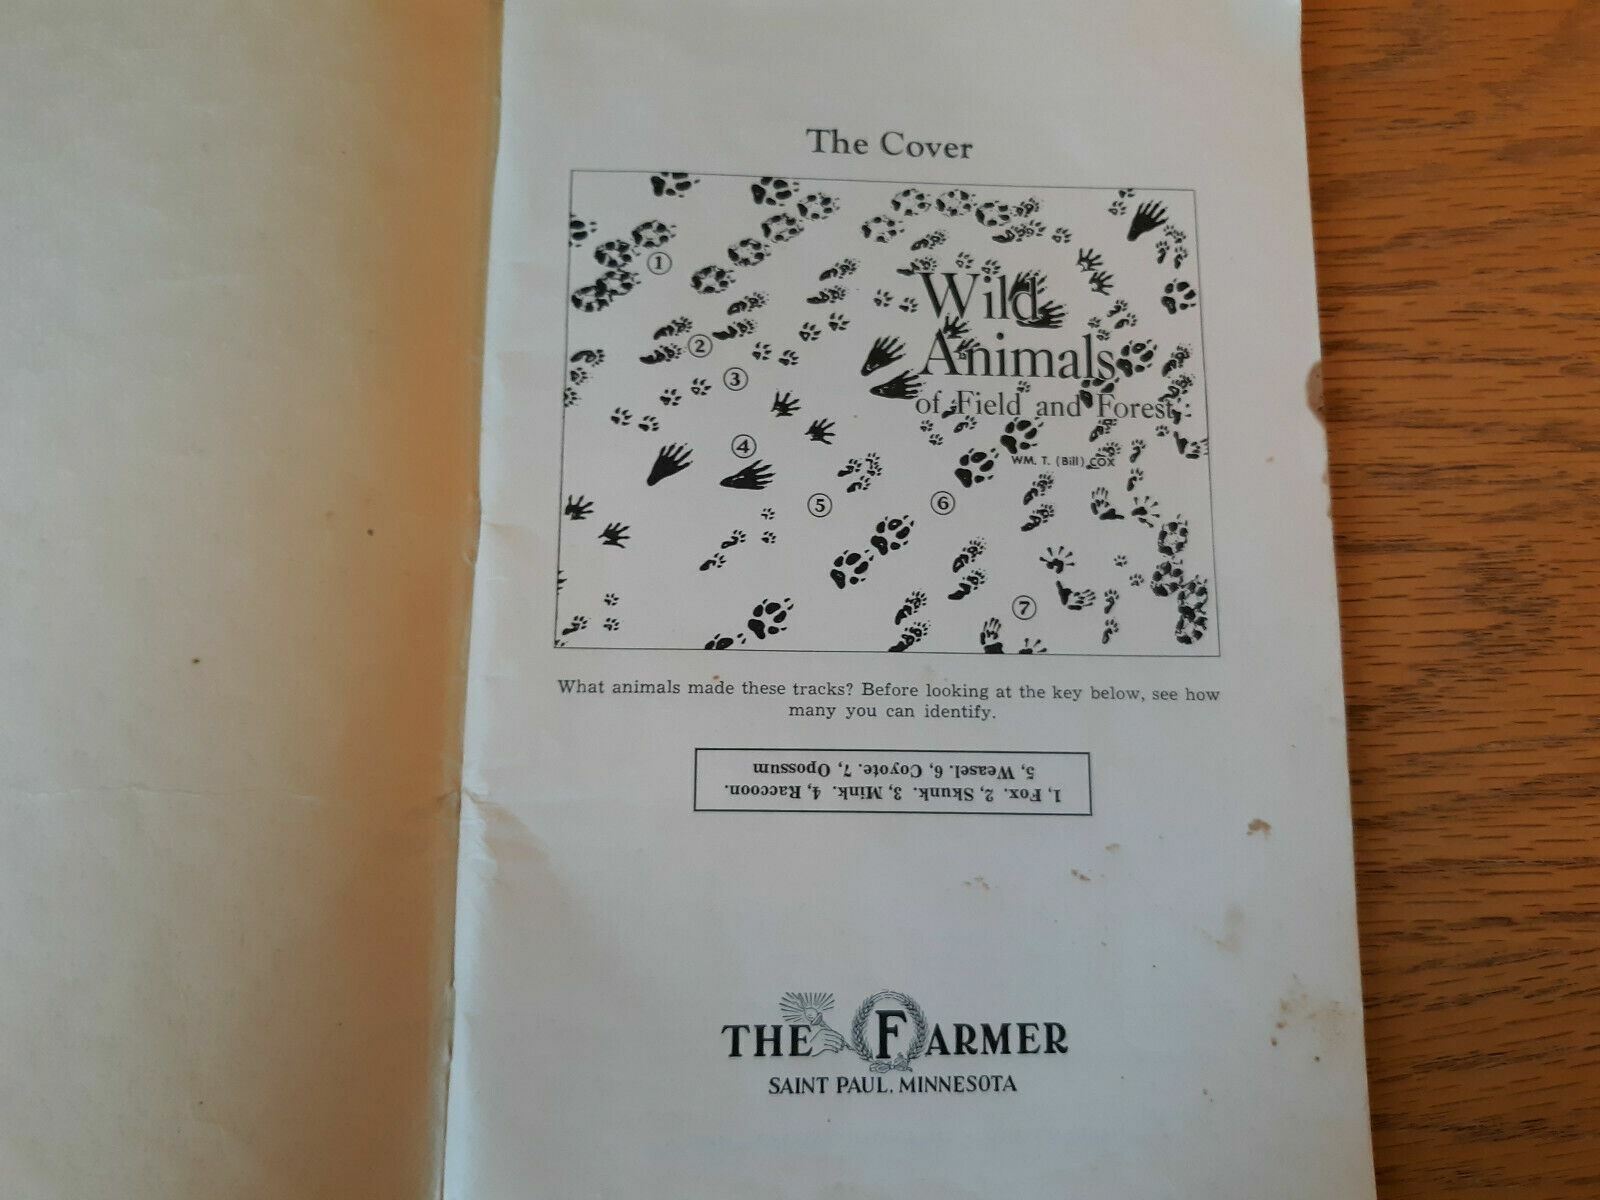 The Cover
Wild
Animals
of Field and Forest
WM. T. (Bill) COX
1
2
3
4
5
6
7
What animals made these tracks? Before looking at the key below, see how
many you can identify.
1, Fox. 2, Skunk. 3, Mink. 4, Raccoon.
5, Weasel. 6, Coyote. 7, Opossum
THE FARMER
SAINT PAUL, MINNESOTA